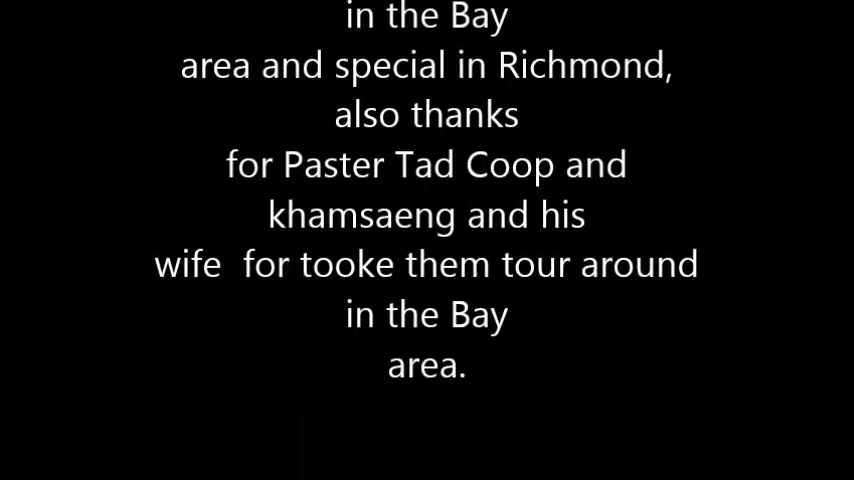 in the Bay
area and special in Richmond,
also thanks
for Paster Tad Coop and
khamsaeng and his
wife  for tooke them tour around
in the Bay
area.